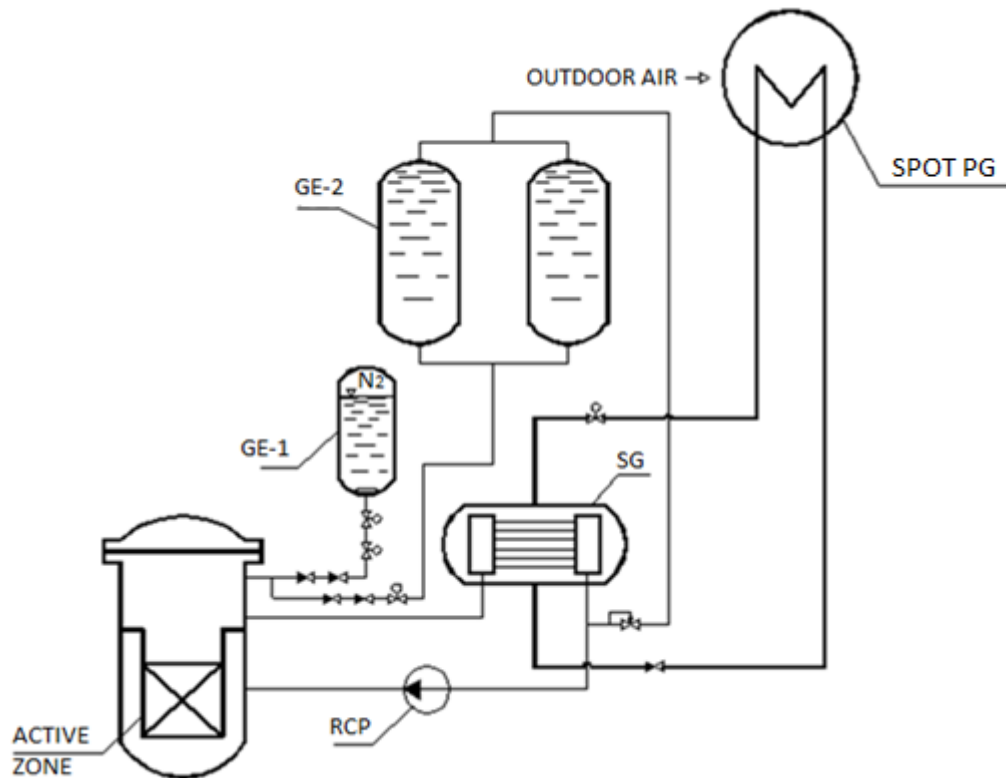 OUTDOOR AIR →
SPOT PG
GE-2
N2
GE-1
SG
RCP
ACTIVE
ZONE